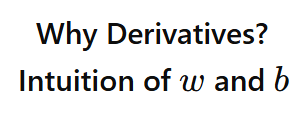 Why Derivatives?
Intuition of w and b